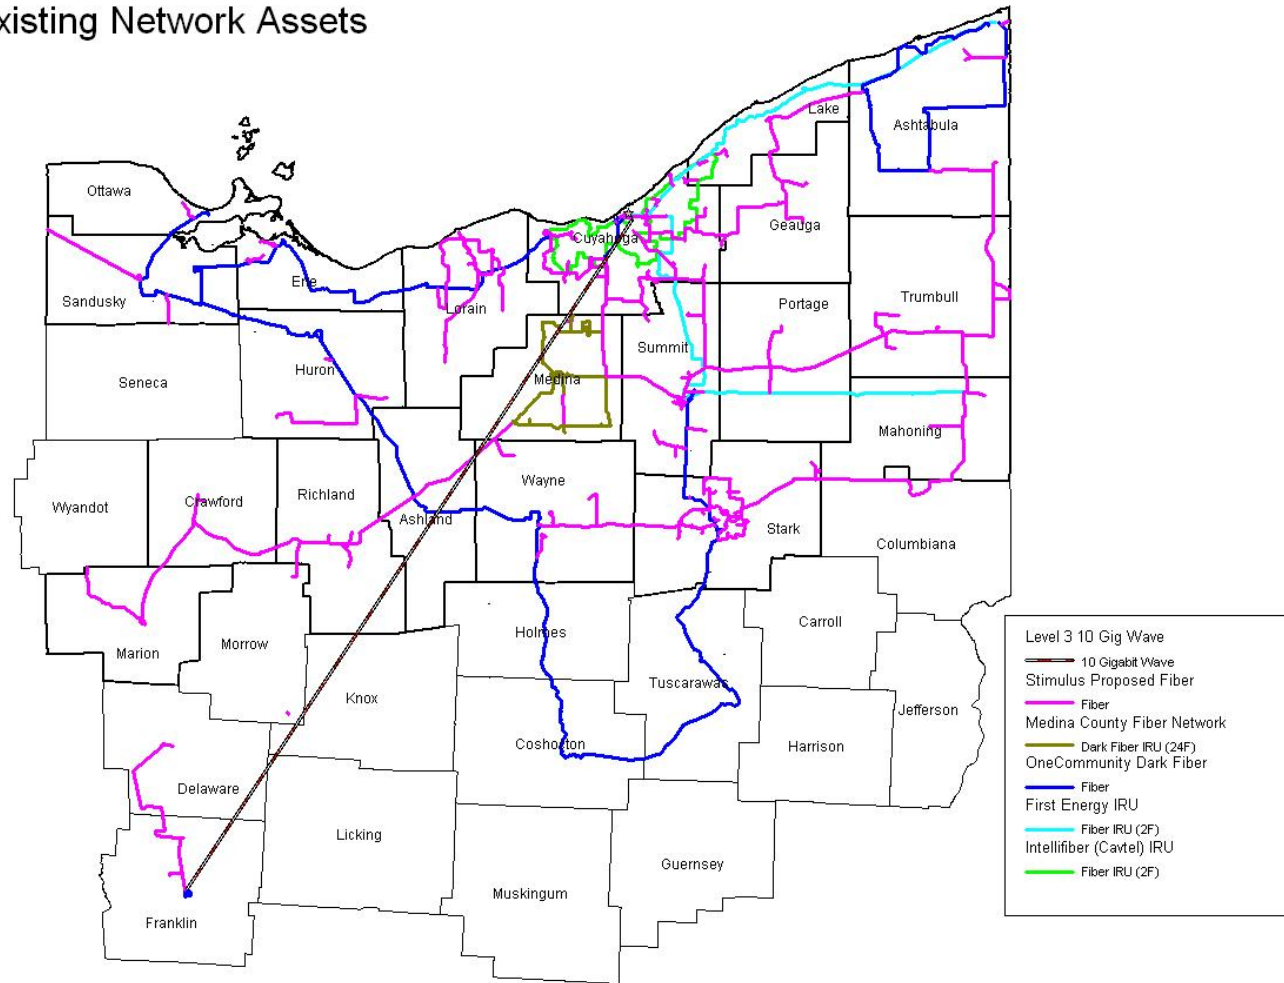 xisting Network Assets
Lake
Ashtabula
Ottawa
Geauga
Cuyahoga
Erie
Sandusky
Lorain
Portage
Trumbull
Summit
Huron
Seneca
Medina
Mahoning
Wayne
Richland
Crawford
Wyandot
Ashland
Stark
Columbiana
Carroll
Holmes
Morrow
Marion
Tuscarawas
Knox
Jefferson
Coshocton
Harrison
Delaware
Licking
Guernsey
Muskingum
Franklin
Level 3 10 Gig Wave
10 Gigabit Wave
Stimulus Proposed Fiber
Fiber
Medina County Fiber Network
Dark Fiber IRU (24F)
OneCommunity Dark Fiber
Fiber
First Energy IRU
Fiber IRU (2F)
Intellifiber (Cavtel) IRU
Fiber IRU (2F)